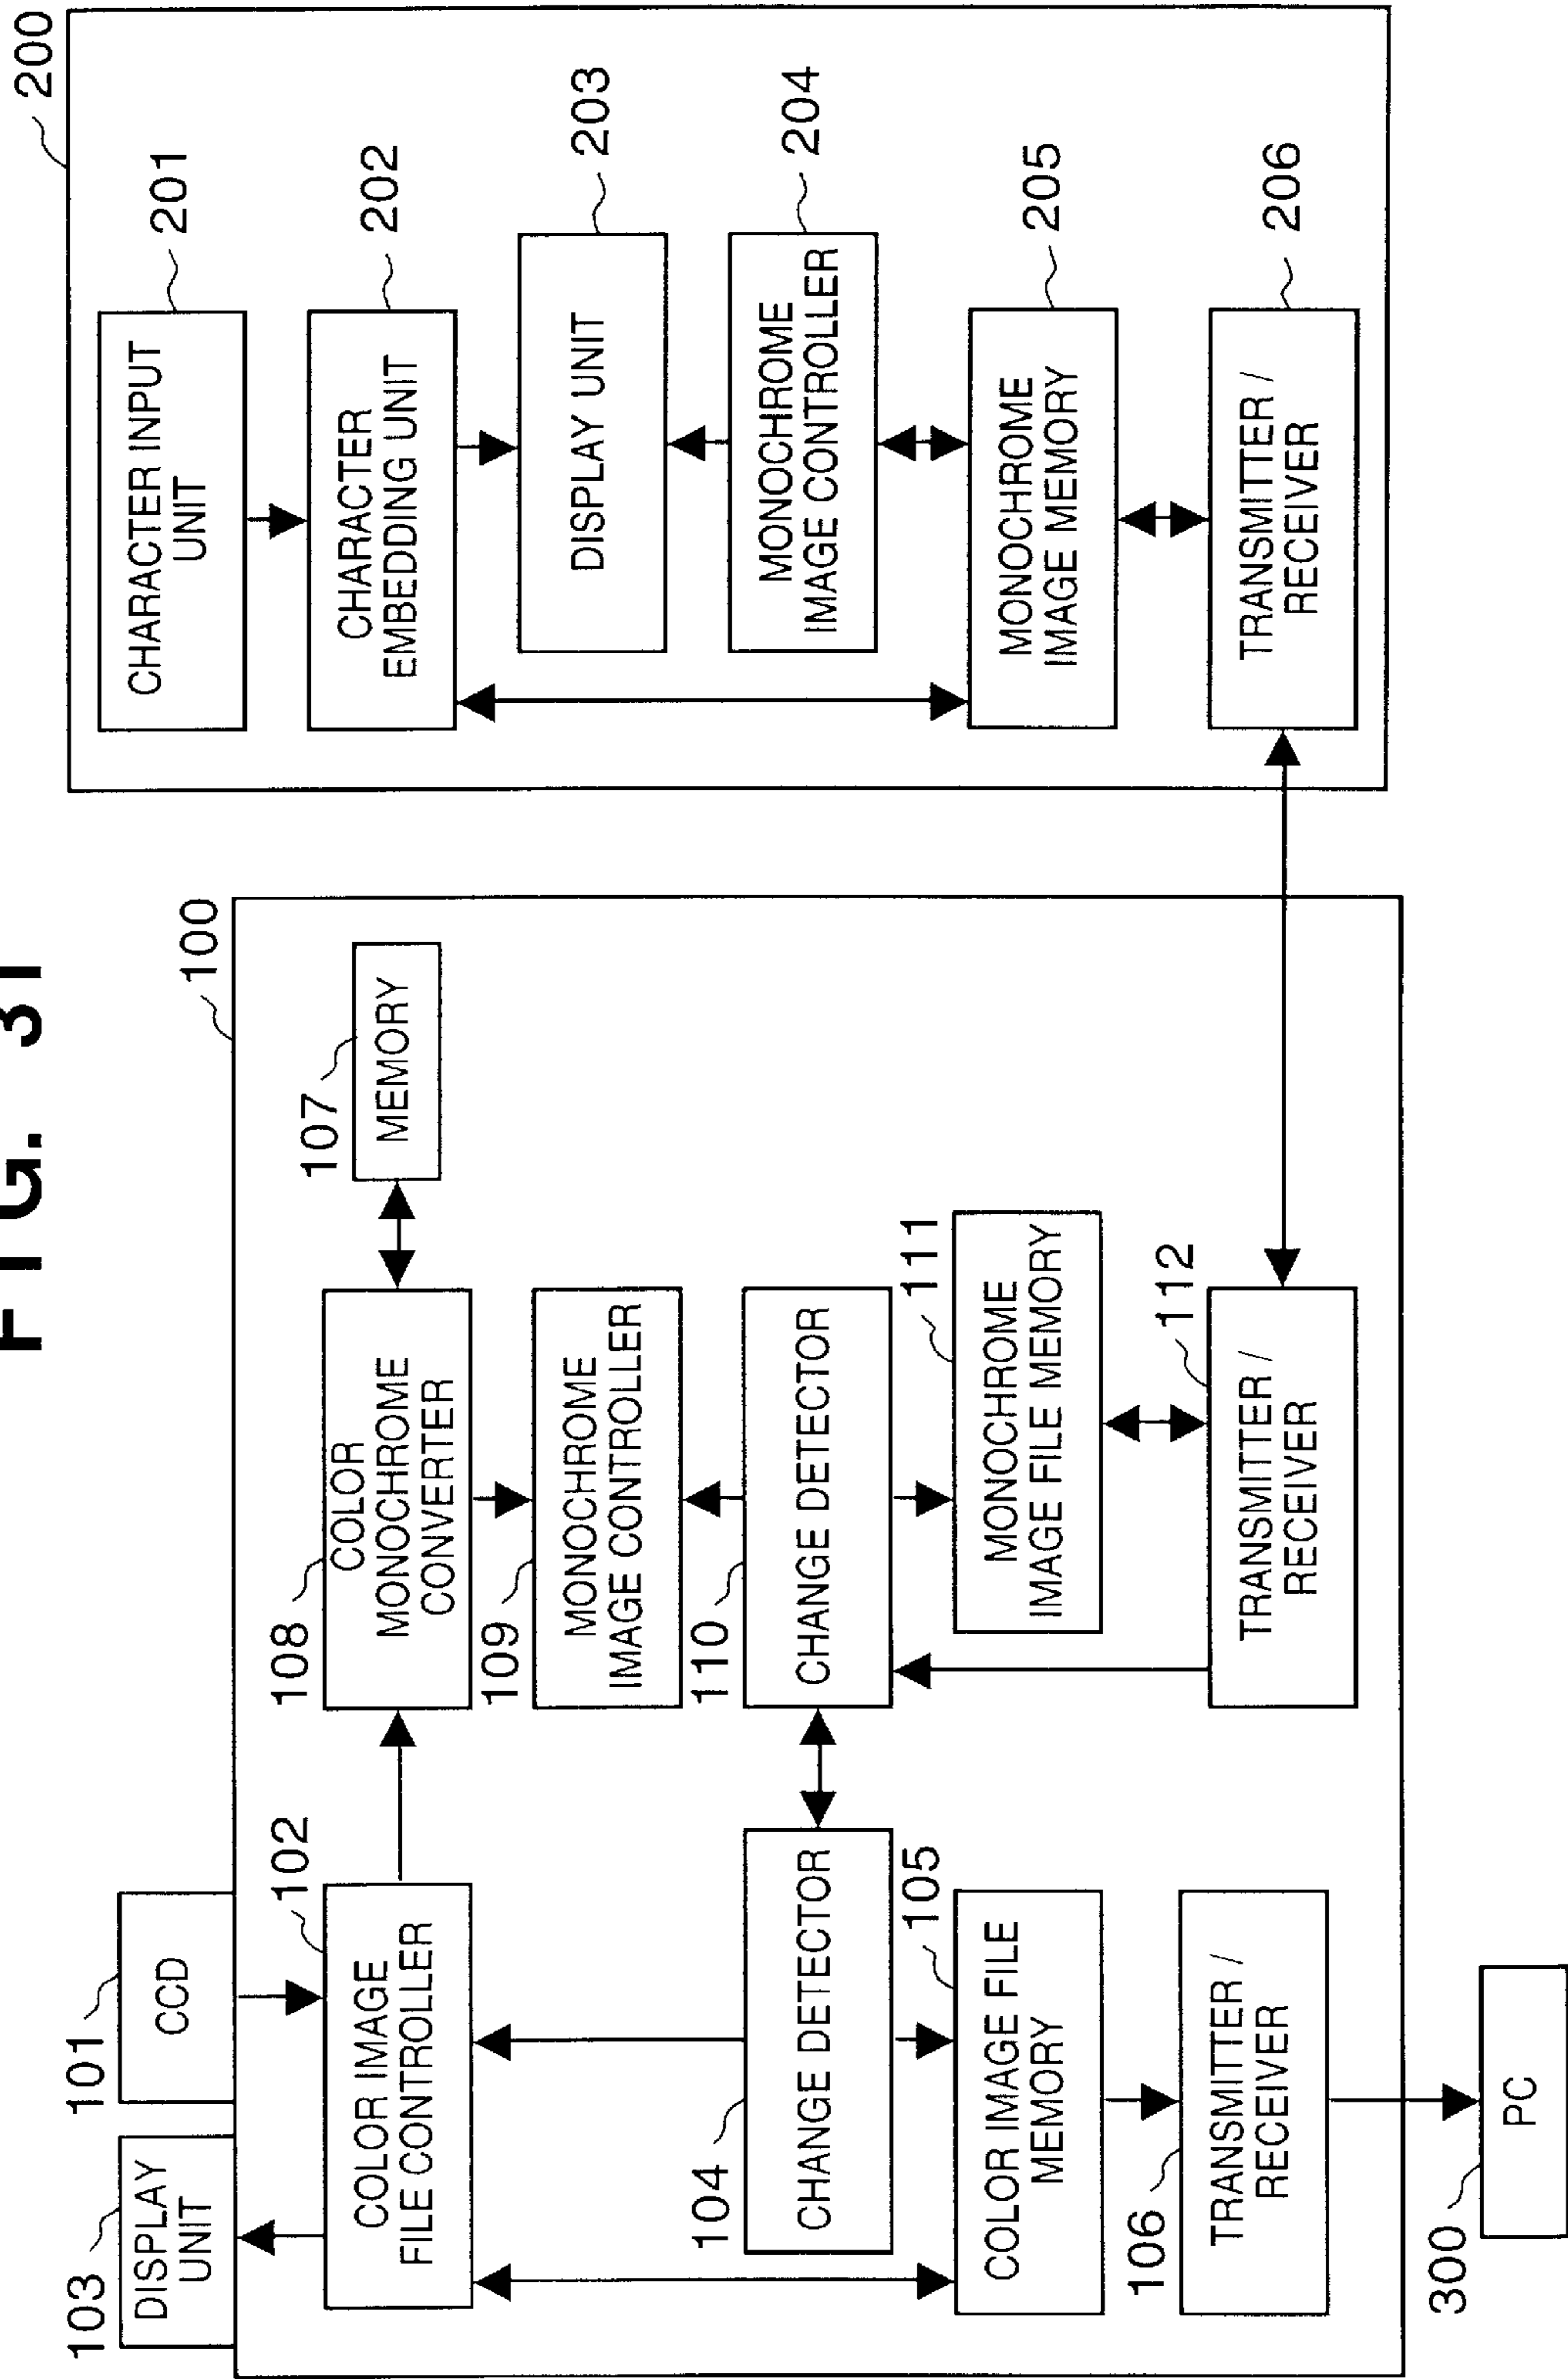 FIG. 31
103
DISPLAY
UNIT
101
CCD
102
COLOR IMAGE
FILE CONTROLLER
104
CHANGE DETECTOR
105
COLOR IMAGE FILE
MEMORY
106
TRANSMITTER /
RECEIVER
300
PC
100
107
MEMORY
108
COLOR
MONOCHROME
CONVERTER
109
MONOCHROME
IMAGE CONTROLLER
110
CHANGE DETECTOR
111
MONOCHROME
IMAGE FILE MEMORY
112
TRANSMITTER /
RECEIVER
200
CHARACTER INPUT
UNIT
201
CHARACTER
EMBEDDING UNIT
202
DISPLAY UNIT
203
MONOCHROME
IMAGE CONTROLLER
204
MONOCHROME
IMAGE MEMORY
205
TRANSMITTER /
RECEIVER
206